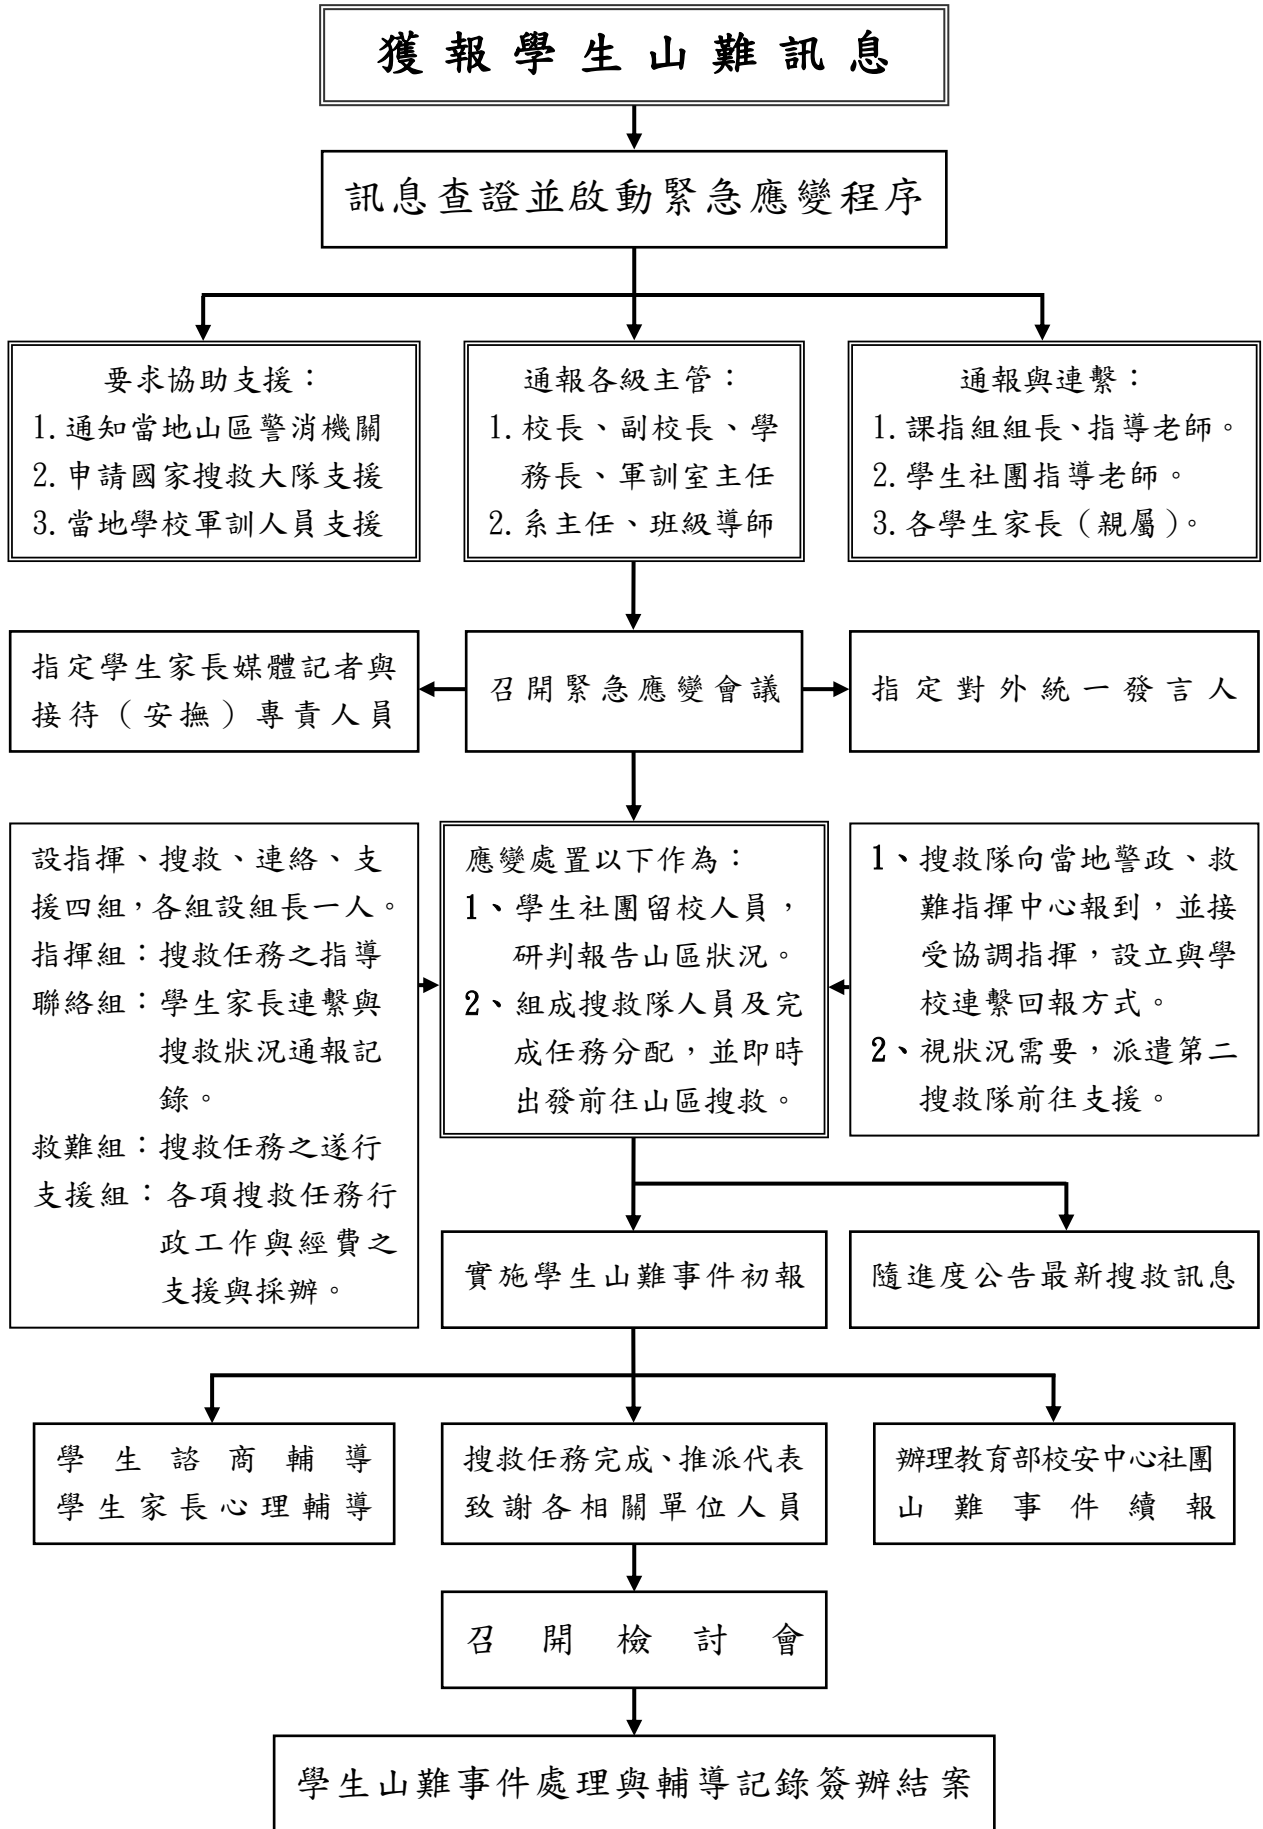 獲報學生山難訊息
訊息查證並啟動緊急應變程序
要求協助支援：
1.通知當地山區警消機關
2.申請國家搜救大隊支援
3.當地學校軍訓人員支援
通報各級主管：
1.校長、副校長、學
務長、軍訓室主任
2.系主任、班級導師
通報與連繫：
1.課指組組長、指導老師。
2.學生社團指導老師。
3.各學生家長（親屬）。
指定學生家長媒體記者與
接待（安撫）專責人員
召開緊急應變會議
指定對外統一發言人
設指揮、搜救、連絡、支
援四組，各組設組長一人。
指揮組：搜救任務之指導
聯絡組：學生家長連繫與
搜救狀況通報記
錄。
救難組：搜救任務之遂行
支援組：各項搜救任務行
政工作與經費之
支援與採辦。
應變處置以下作為：
1、學生社團留校人員，
研判報告山區狀況。
2、組成搜救隊人員及完
成任務分配，並即時
出發前往山區搜救。
1、搜救隊向當地警政、救
難指揮中心報到，並接
受協調指揮，設立與學
校連繫回報方式。
2、視狀況需要，派遣第二
搜救隊前往支援。
實施學生山難事件初報
隨進度公告最新搜救訊息
學生諮商輔導
學生家長心理輔導
搜救任務完成、推派代表
致謝各相關單位人員
辦理教育部校安中心社團
山難事件續報
召開檢討會
學生山難事件處理與輔導記錄簽辦結案